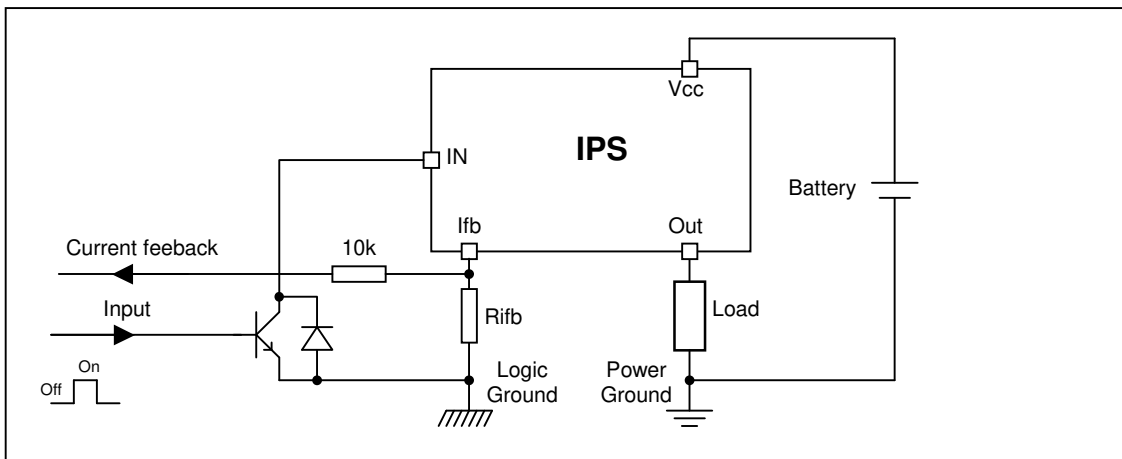 Vcc
IPS
IN
Battery
Ifb
Out
Current feeback
10k
Input
Rifb
Load
On
Off
Logic
Ground
Power
Ground